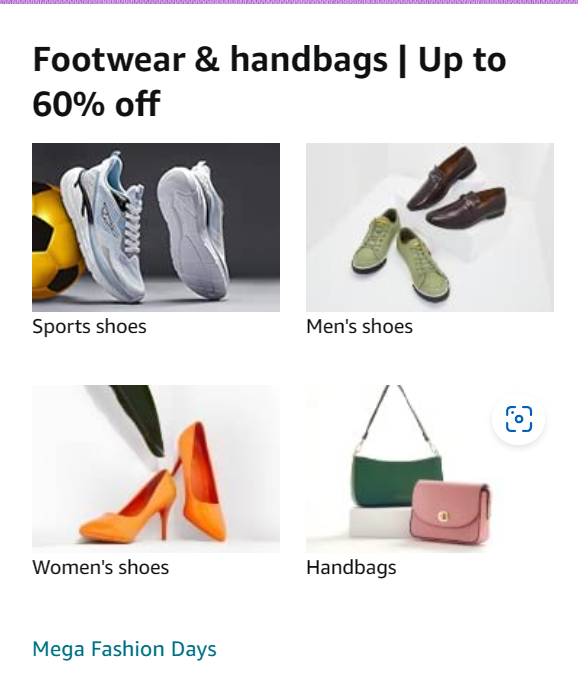 Footwear & handbags | Up to
60% off
Sports shoes
Men's shoes
Women's shoes
Handbags
Mega Fashion Days